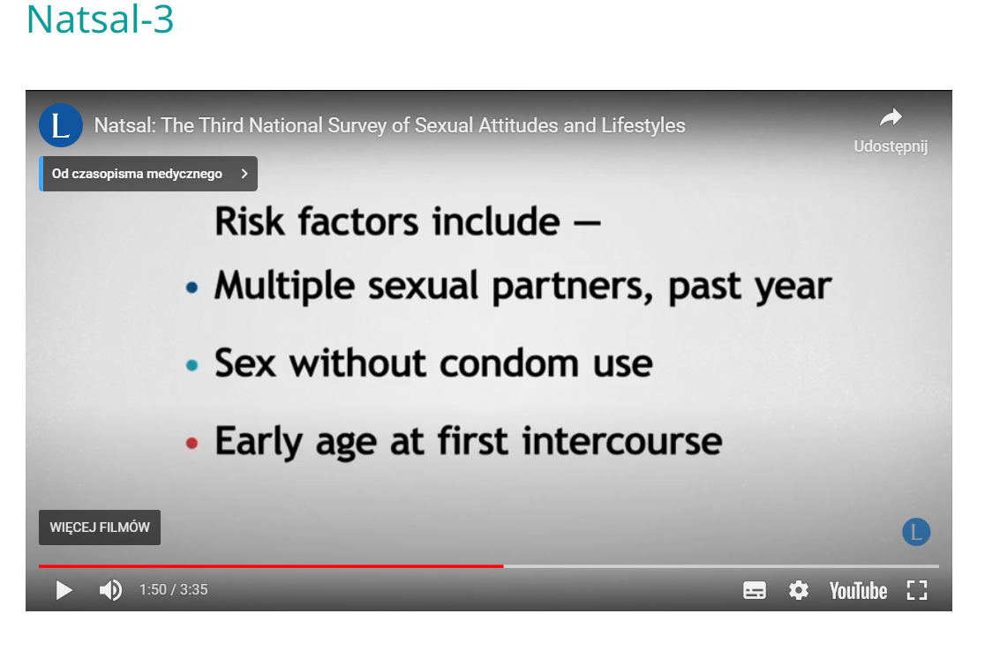 Natsal-3
L
Natsal: The Third National Survey of Sexual Attitudes and Lifestyles
Udostępnij
Od czasopisma medycznego
Risk factors include —
• Multiple sexual partners, past year
• Sex without condom use
• Early age at first intercourse
WIĘCEJ FILMÓW
L
1:50 / 3:35
YouTube